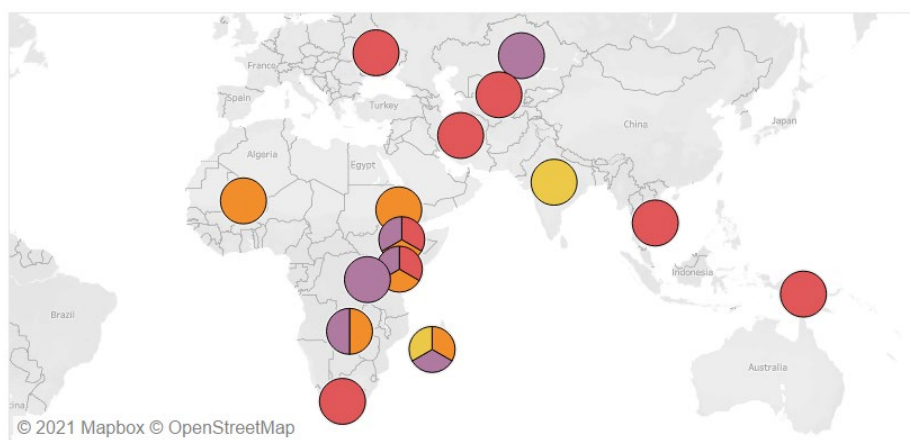 France
Spain
Turkey
China
Japan
Algeria
Egypt
Indonesia
Brazil
Australia
© 2021 Mapbox © OpenStreetMap